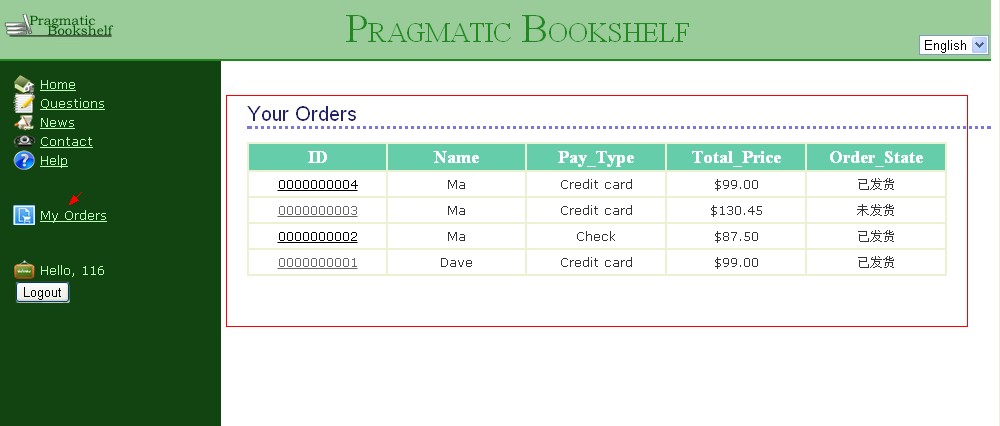 Pragmatic
Bookshelf
PRAGMATIC BOOKSHELF
English
Home
Questions
News
Contact
Help
My Orders
Hello, 116
Logout
Your Orders
ID Name Pay_Type Total_Price Order_State
0000000004 Ma Credit card $99.00 已发货
0000000003 Ma Credit card $130.45 未发货
0000000002 Ma Check $87.50 已发货
0000000001 Dave Credit card $99.00 已发货